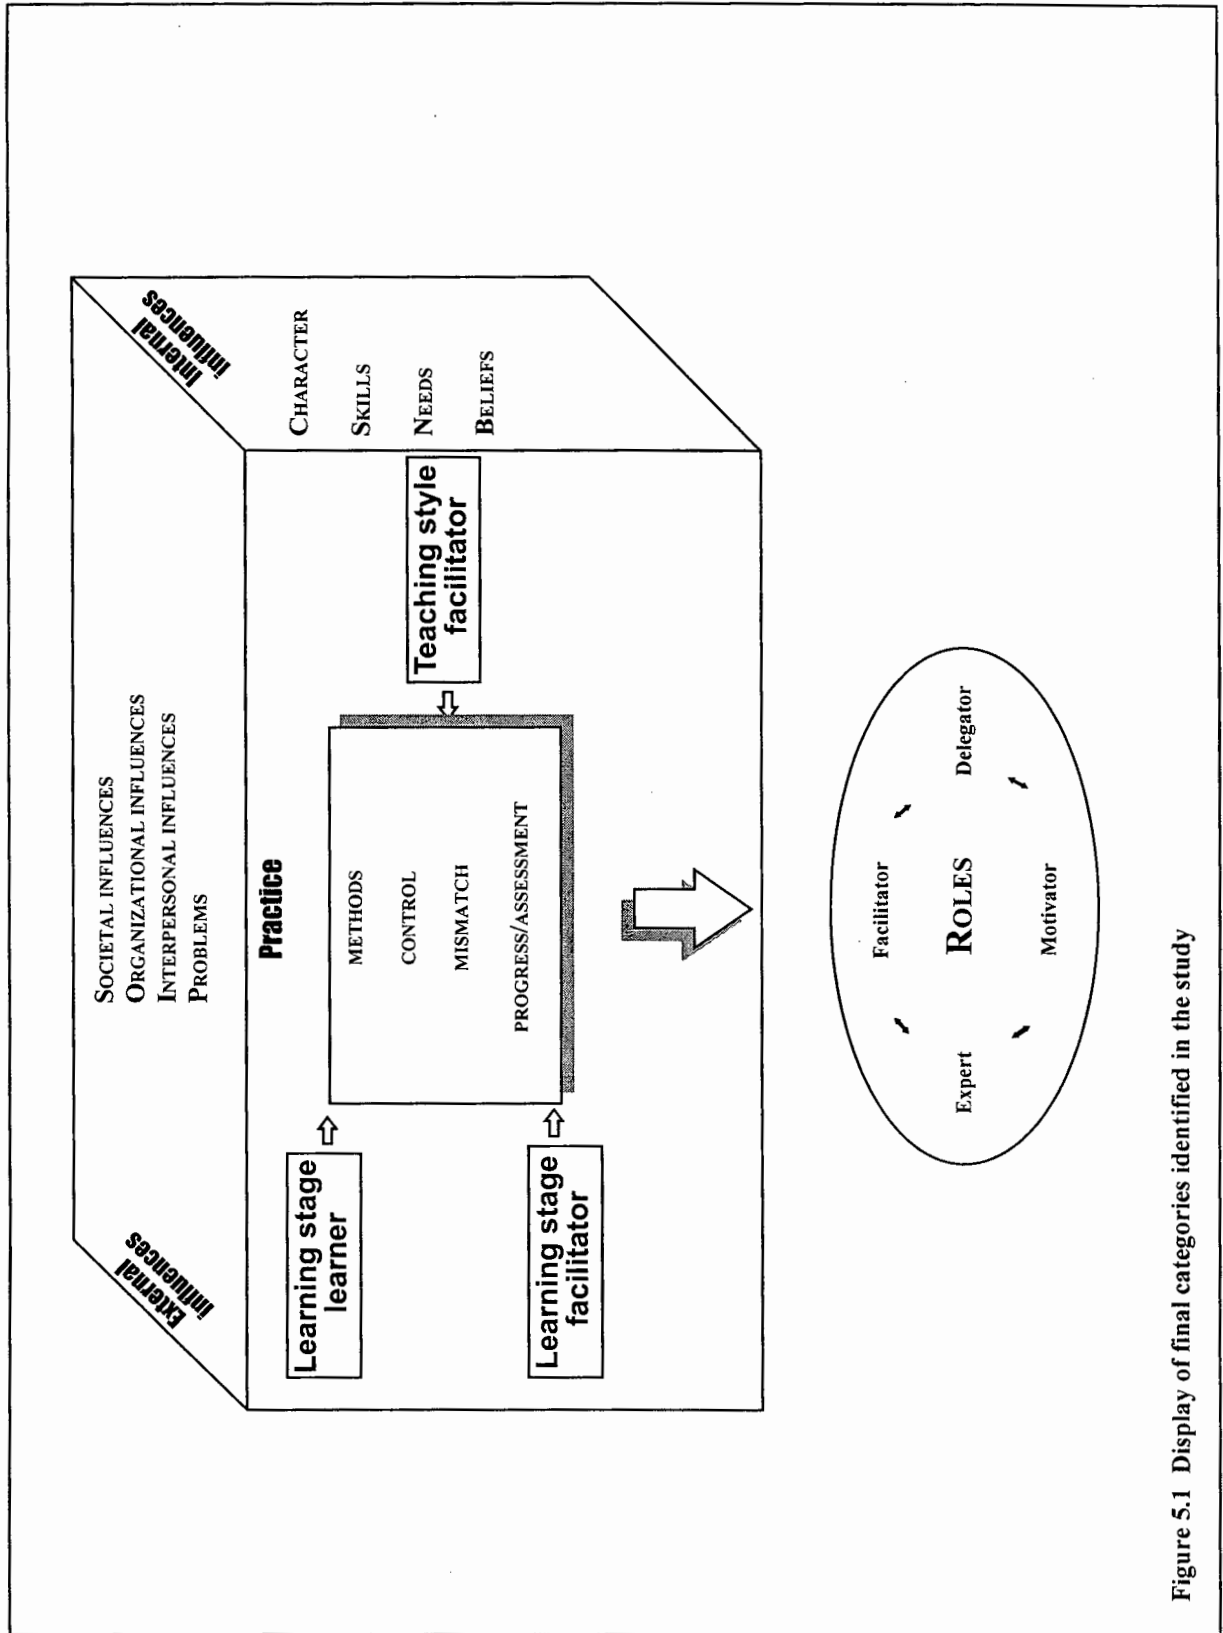 External
influences
SOCIETAL INFLUENCES
ORGANIZATIONAL INFLUENCES
INTERPERSONAL INFLUENCES
PROBLEMS
Internal
influences
CHARACTER
SKILLS
NEEDS
BELIEFS
Practice
Learning stage
learner
Learning stage
facilitator
METHODS
CONTROL
MISMATCH
PROGRESS/ASSESSMENT
Teaching style
facilitator
Facilitator
Expert
ROLES
Delegator
Motivator
Figure 5.1 Display of final categories identified in the study